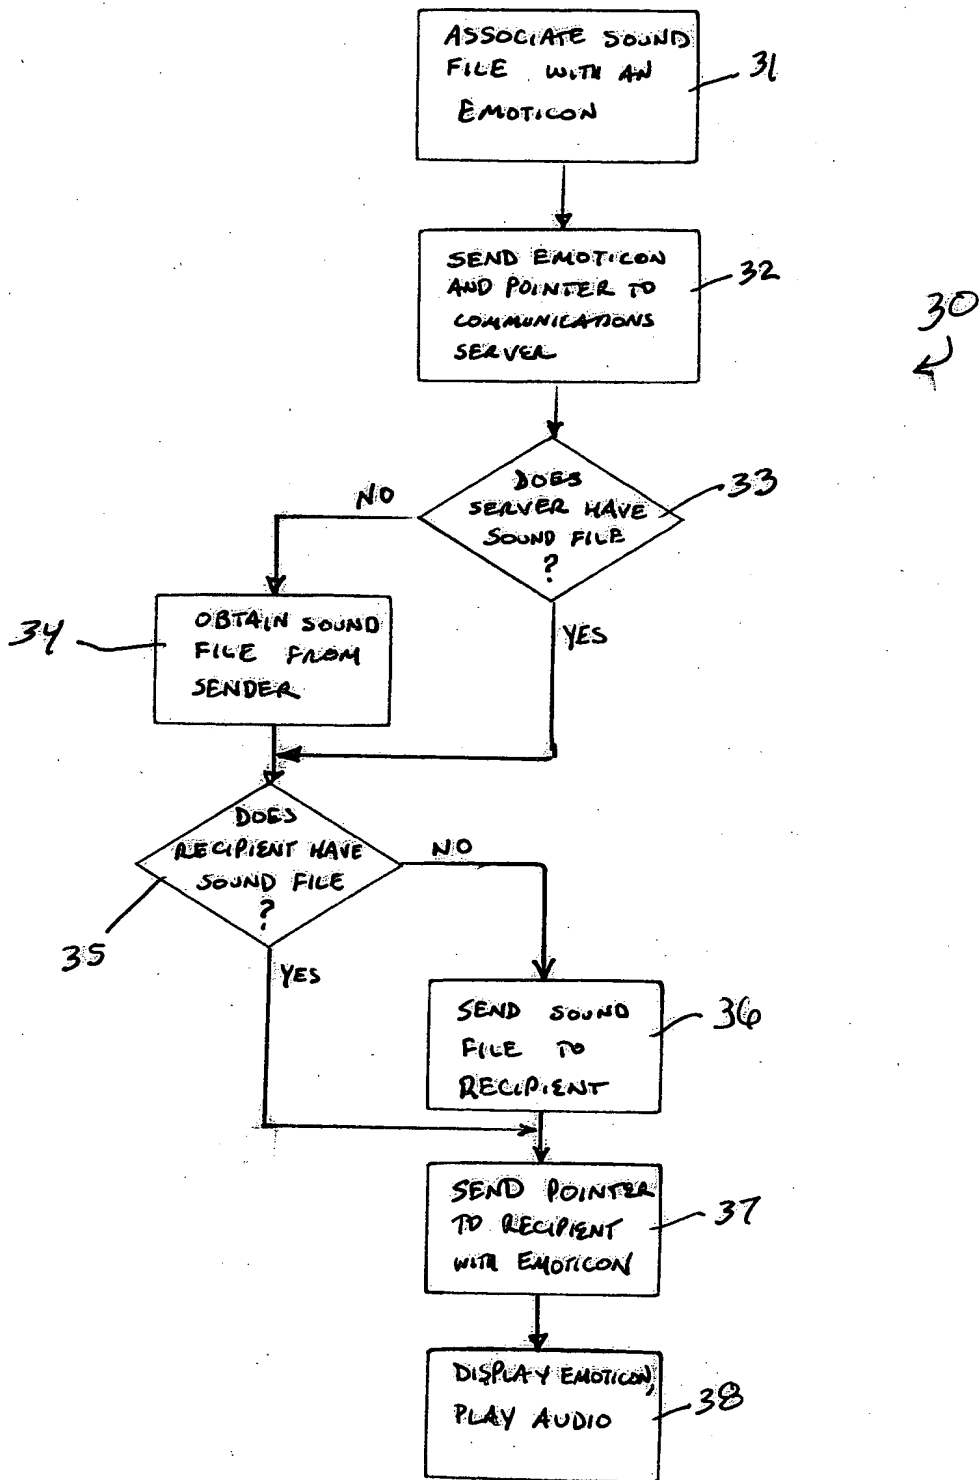 ASSOCIATE SOUND
FILE WITH AN
EMOTICON
31
SEND EMOTICON
AND POINTER TO
COMMUNICATIONS
SERVER
32
30
DOES
SERVER HAVE
SOUND FILE
?
33
NO
YES
34
OBTAIN SOUND
FILE FROM
SENDER
DOES
RECIPIENT HAVE
SOUND FILE
?
NO
35
YES
SEND SOUND
FILE TO
RECIPIENT
36
SEND POINTER
TO RECIPIENT
WITH EMOTICON
37
DISPLAY EMOTICON,
PLAY AUDIO
38